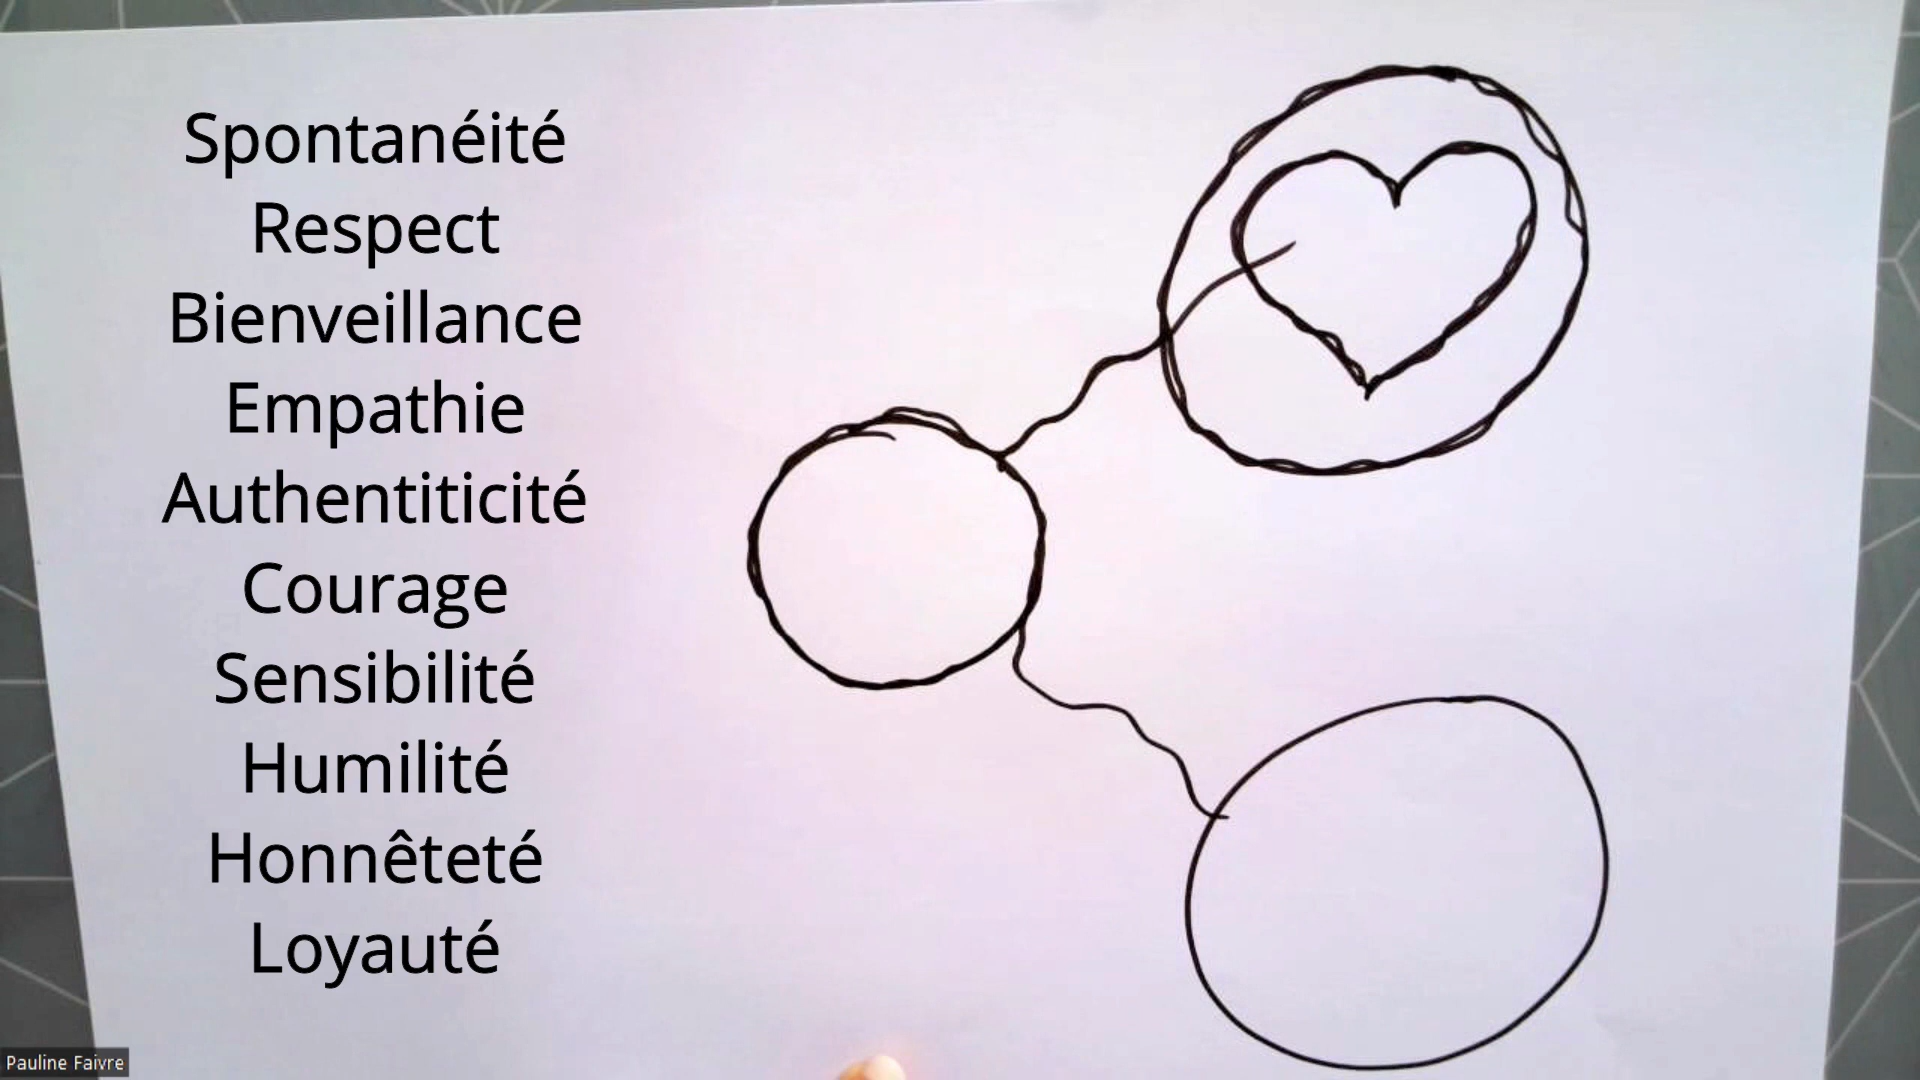 Spontanéité
Respect
Bienveillance
Empathie
Authentiticité
Courage
Sensibilité
Humilité
Honnêteté
Loyauté
Pauline Faivre